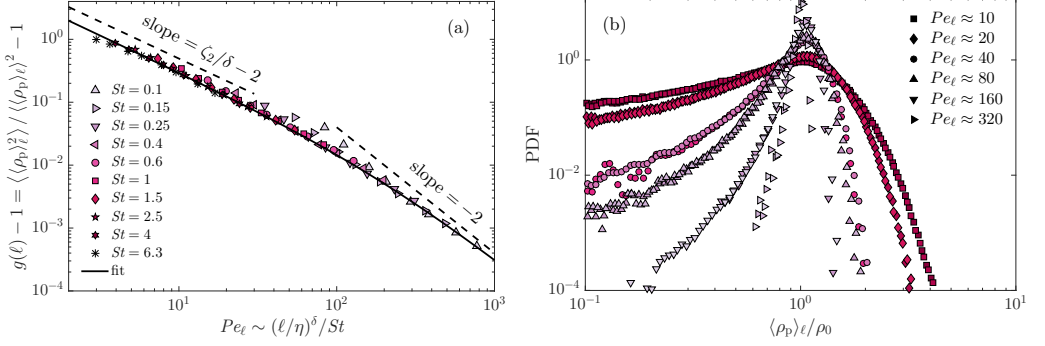 (a)
slope = ζ₂/δ − 2
slope = −2
g(ℓ) − 1 = ⟨⟨ρₚ⟩ℓ²⟩ / ⟨⟨ρₚ⟩ℓ⟩² − 1
10⁰
10⁻¹
10⁻²
10⁻³
10⁻⁴
St = 0.1
St = 0.15
St = 0.25
St = 0.4
St = 0.6
St = 1
St = 1.5
St = 2.5
St = 4
St = 6.3
fit
10¹
10²
10³
Peℓ ∼ (ℓ/η)^δ/St
(b)
PDF
10⁰
10⁻²
10⁻⁴
Peℓ ≈ 10
Peℓ ≈ 20
Peℓ ≈ 40
Peℓ ≈ 80
Peℓ ≈ 160
Peℓ ≈ 320
10⁻¹
10⁰
10¹
⟨ρₚ⟩ℓ/ρ₀